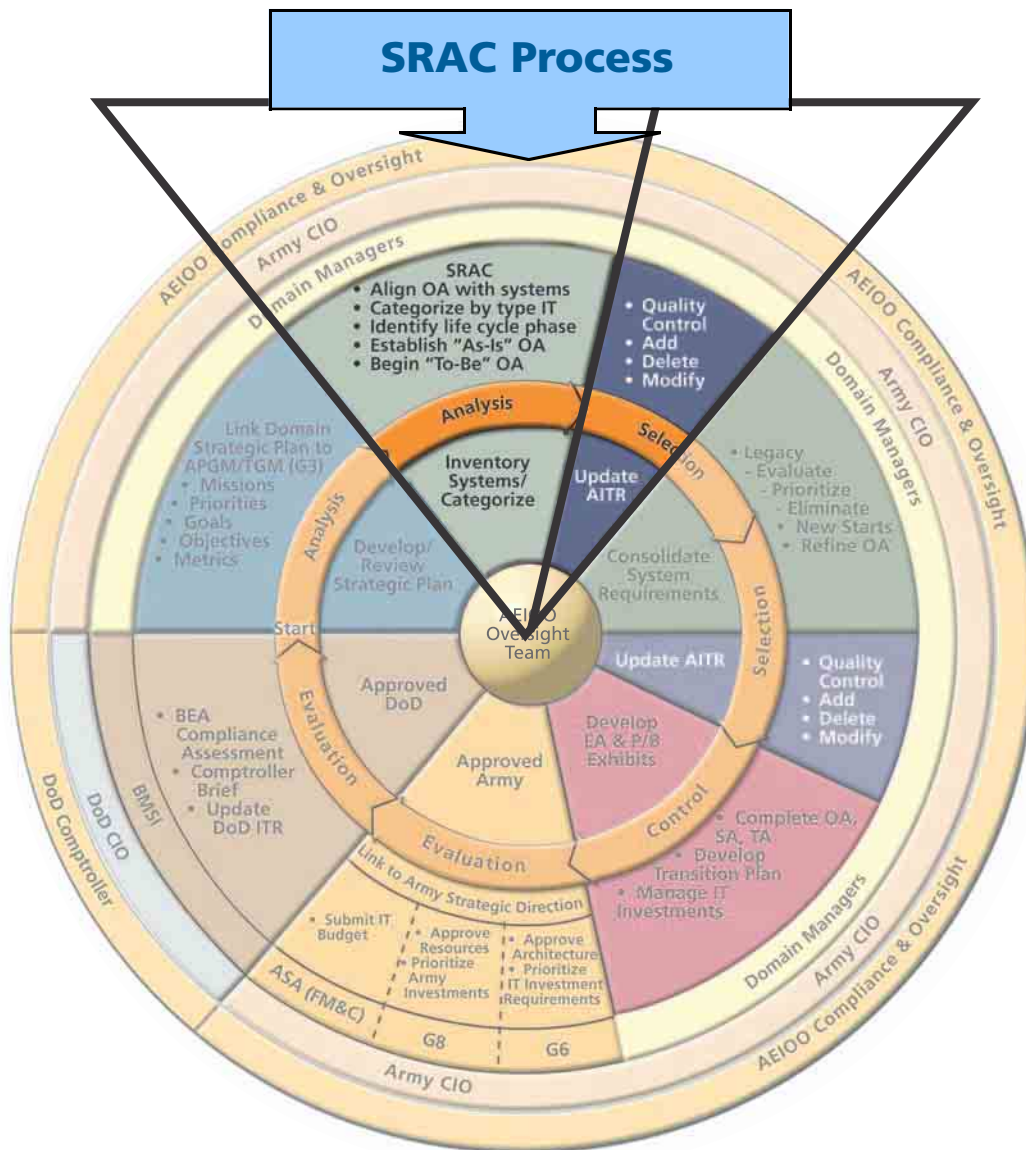 SRAC Process
AEIOO Compliance & Oversight
Army CIO
Domain Managers
SRAC
• Align OA with systems
• Categorize by type IT
• Identify life cycle phase
• Establish "As-Is" OA
• Begin "To-Be" OA
• Quality
Control
• Add
• Delete
• Modify
AEIOO Compliance & Oversight
Army CIO
Domain Managers
Analysis
Selection
Link Domain
Strategic Plan to
APGM/TGM (G3)
• Missions
• Priorities
• Goals
• Objectives
• Metrics
Analysis
Inventory
Systems/
Categorize
Update
AITR
• Legacy
- Evaluate
- Prioritize
- Eliminate
• New Starts
• Refine OA
Develop/
Review
Strategic Plan
Consolidate
System
Requirements
Start
AEIOO
Oversight
Team
Selection
Update AITR
• Quality
Control
• Add
• Delete
• Modify
Approved
DoD
• BEA
Compliance
Assessment
• Comptroller
Brief
• Update
DoD ITR
Evaluation
Approved
Army
Develop
EA & P/B
Exhibits
Control
• Complete OA,
SA, TA
• Develop
Transition Plan
• Manage IT
Investments
DoD Comptroller
DoD CIO
BMSI
Evaluation
Link to Army Strategic Direction
• Submit IT
Budget
• Approve
Resources
• Prioritize
Army
Investments
• Approve
Architecture
• Prioritize
IT Investment
Requirements
ASA (FM&C)
G8
G6
Army CIO
Domain Managers
Army CIO
AEIOO Compliance & Oversight